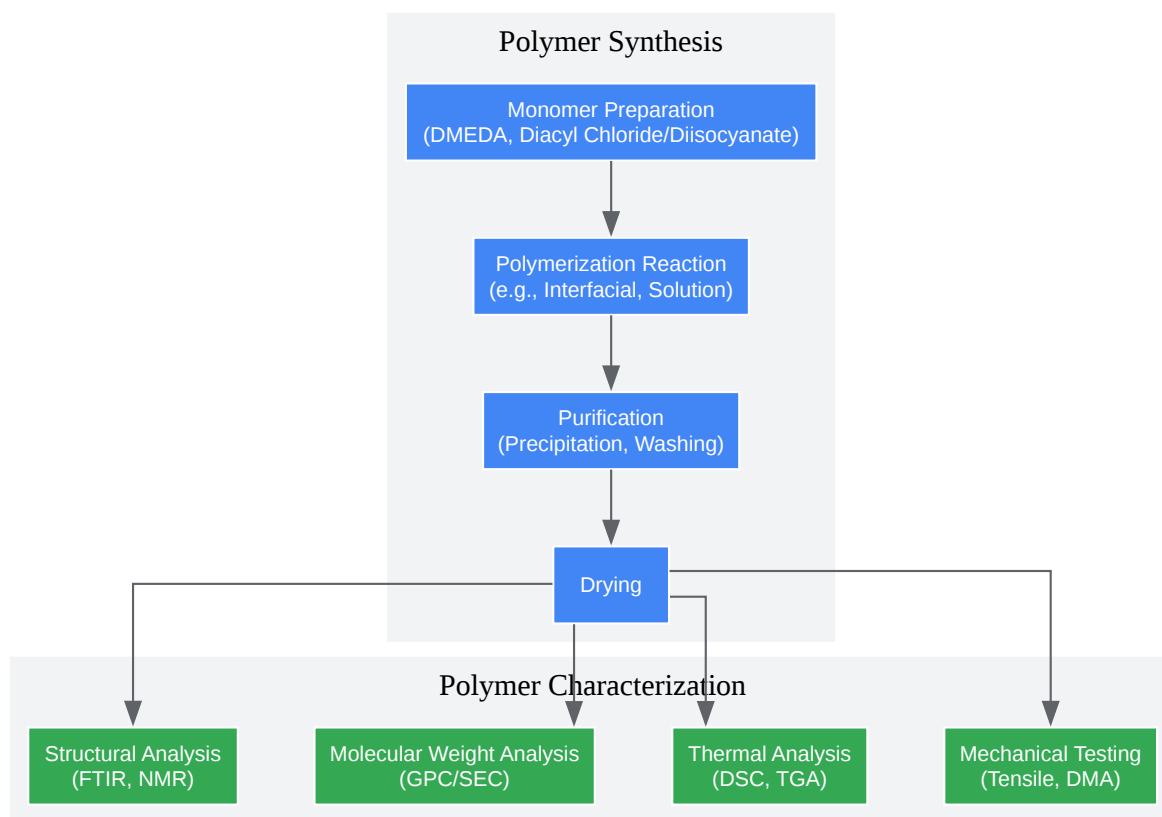 Polymer Synthesis
Monomer Preparation
(DMEDA, Diacyl Chloride/Diisocyanate)
Polymerization Reaction
(e.g., Interfacial, Solution)
Purification
(Precipitation, Washing)
Drying
Polymer Characterization
Structural Analysis
(FTIR, NMR)
Molecular Weight Analysis
(GPC/SEC)
Thermal Analysis
(DSC, TGA)
Mechanical Testing
(Tensile, DMA)